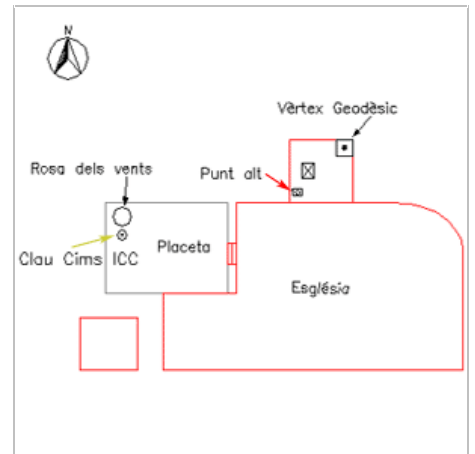 N
Vèrtex Geodèsic
Rosa dels vents
Punt alt
Clau Cims ICC
Placeta
Església